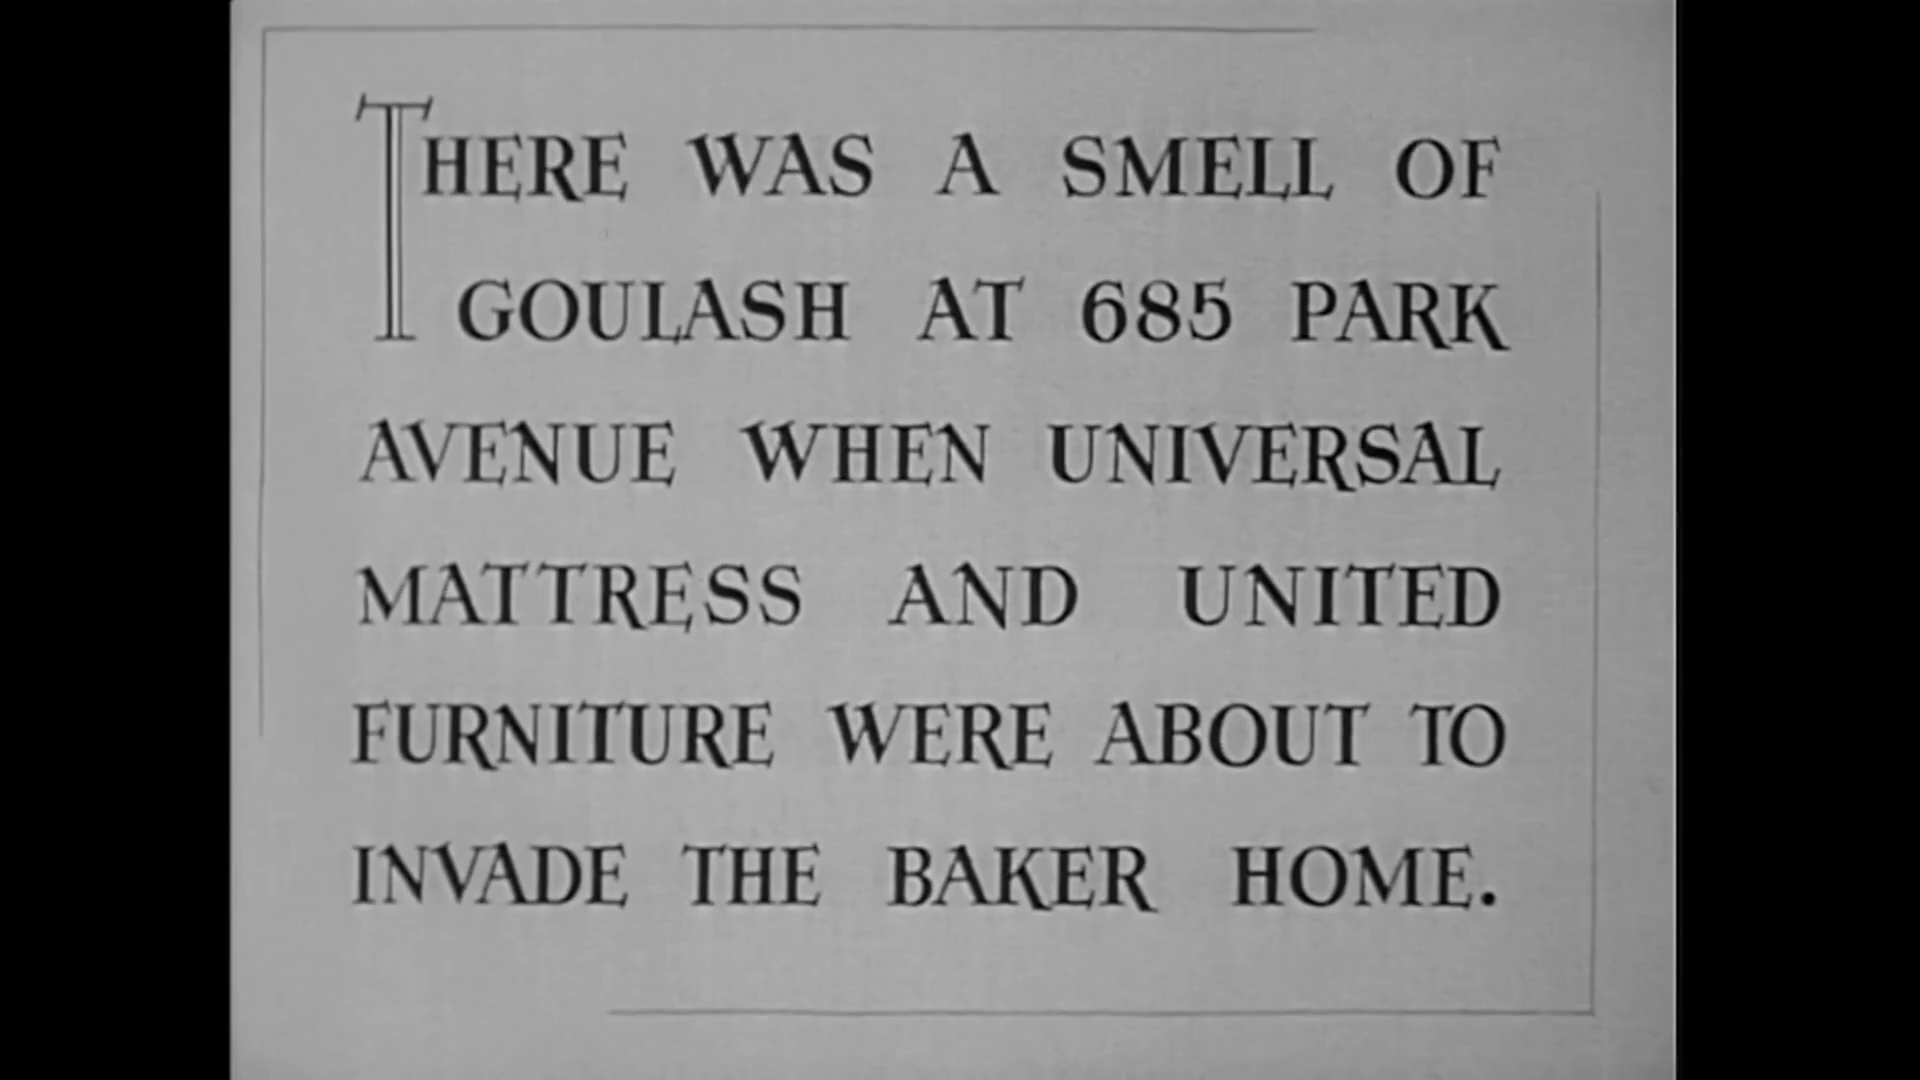 THERE WAS A SMELL OF
GOULASH AT 685 PARK
AVENUE WHEN UNIVERSAL
MATTRESS AND UNITED
FURNITURE WERE ABOUT TO
INVADE THE BAKER HOME.